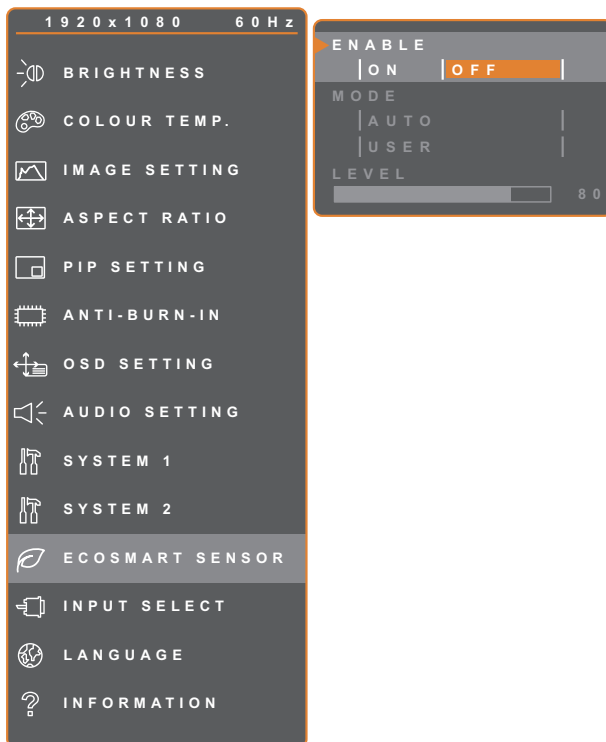 1920x1080 60Hz
BRIGHTNESS
COLOUR TEMP.
IMAGE SETTING
ASPECT RATIO
PIP SETTING
ANTI-BURN-IN
OSD SETTING
AUDIO SETTING
SYSTEM 1
SYSTEM 2
ECOSMART SENSOR
INPUT SELECT
LANGUAGE
INFORMATION
ENABLE
ON OFF
MODE
AUTO
USER
LEVEL
80